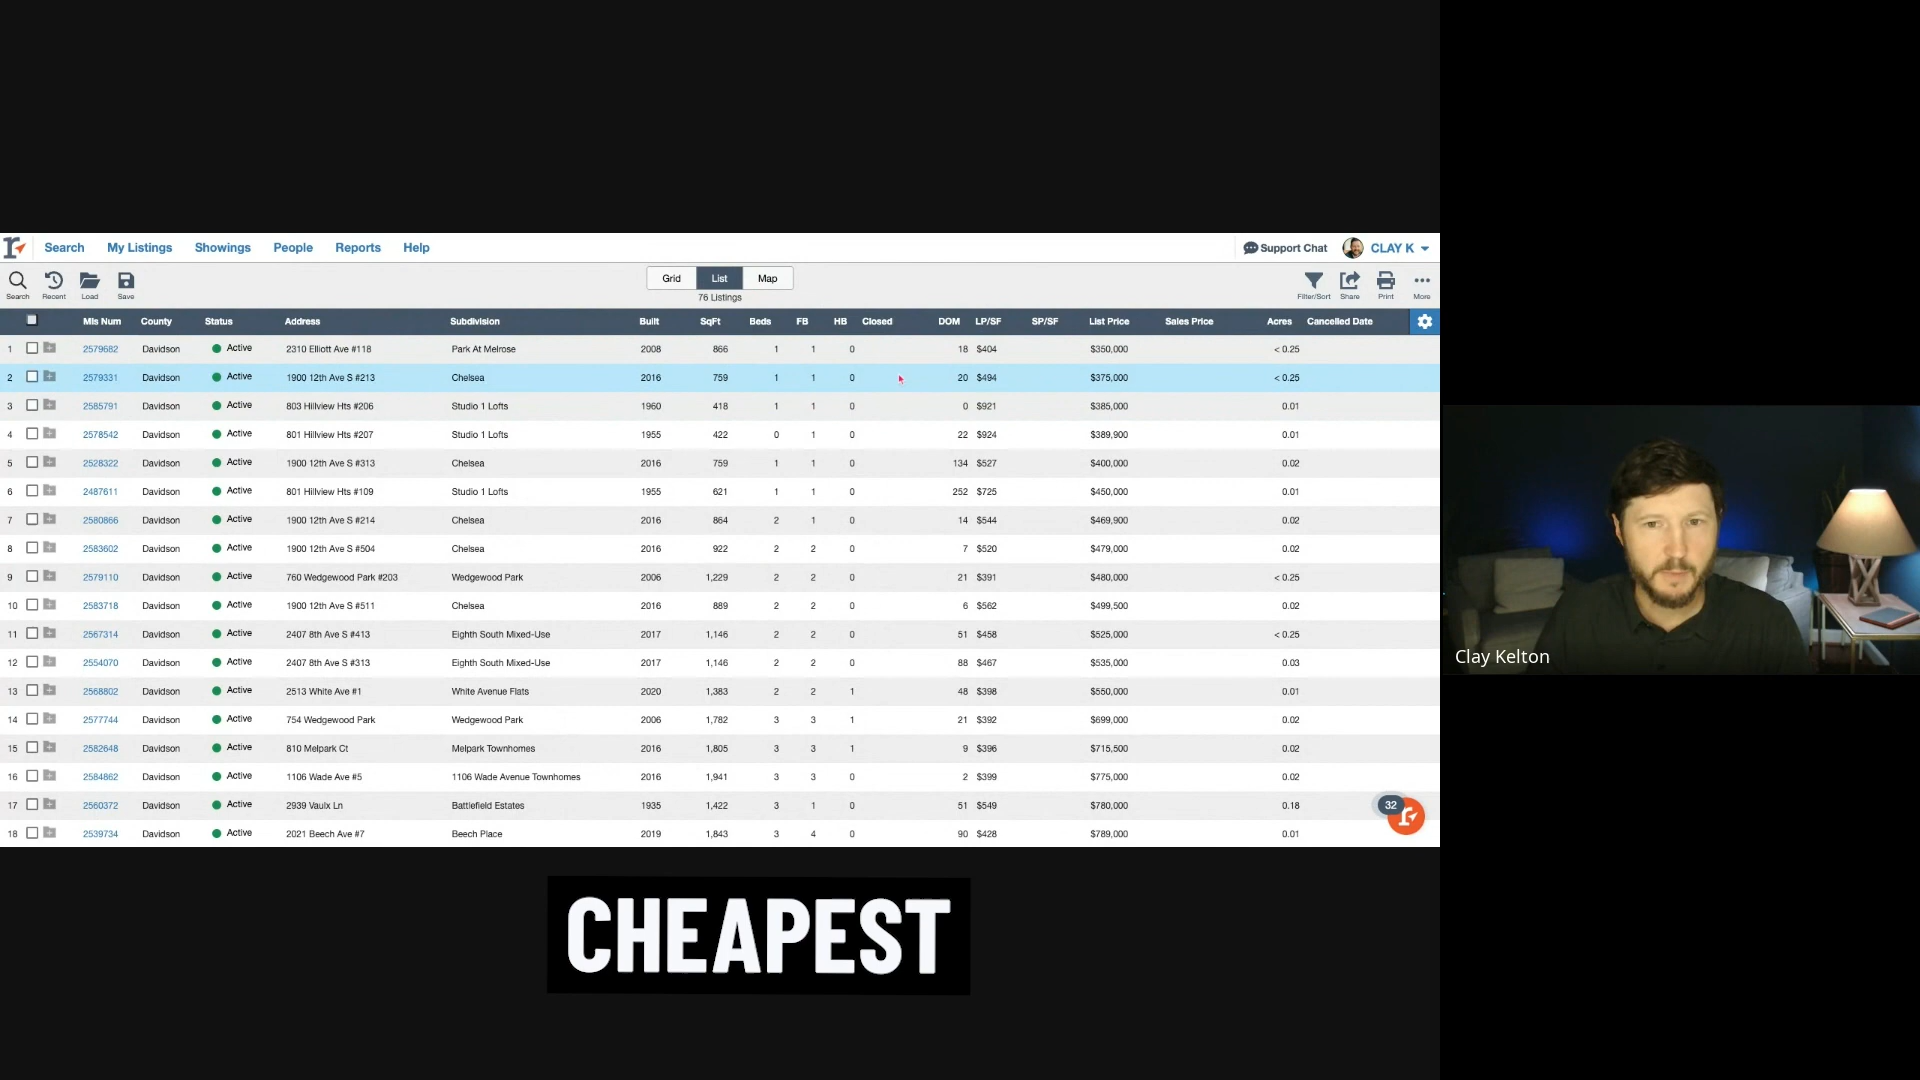 Search My Listings Showings People Reports Help Support Chat CLAY K
Search Recent Load Save Grid List Map Filter/Sort Share Print More
76 Listings
Mls Num County Status Address Subdivision Built SqFt Beds FB HB Closed DOM LP/SF SP/SF List Price Sales Price Acres Cancelled Date
1 2579682 Davidson Active 2310 Elliott Ave #118 Park At Melrose 2008 866 1 1 0 18 $404 $350,000 < 0.25
2 2579331 Davidson Active 1900 12th Ave S #213 Chelsea 2016 759 1 1 0 20 $494 $375,000 < 0.25
3 2585791 Davidson Active 803 Hillview Hts #206 Studio 1 Lofts 1960 418 1 1 0 0 $921 $385,000 0.01
4 2578542 Davidson Active 801 Hillview Hts #207 Studio 1 Lofts 1955 422 0 1 0 22 $924 $389,900 0.01
5 2528322 Davidson Active 1900 12th Ave S #313 Chelsea 2016 759 1 1 0 134 $527 $400,000 0.02
6 2487611 Davidson Active 801 Hillview Hts #109 Studio 1 Lofts 1955 621 1 1 0 252 $725 $450,000 0.01
7 2580866 Davidson Active 1900 12th Ave S #214 Chelsea 2016 864 2 1 0 14 $544 $469,900 0.02
8 2583602 Davidson Active 1900 12th Ave S #504 Chelsea 2016 922 2 2 0 7 $520 $479,000 0.02
9 2579110 Davidson Active 760 Wedgewood Park #203 Wedgewood Park 2006 1,229 2 2 0 21 $391 $480,000 < 0.25
10 2583718 Davidson Active 1900 12th Ave S #511 Chelsea 2016 889 2 2 0 6 $562 $499,500 0.02
11 2567314 Davidson Active 2407 8th Ave S #413 Eighth South Mixed-Use 2017 1,146 2 2 0 51 $458 $525,000 < 0.25
12 2554070 Davidson Active 2407 8th Ave S #313 Eighth South Mixed-Use 2017 1,146 2 2 0 88 $467 $535,000 0.03
13 2568802 Davidson Active 2513 White Ave #1 White Avenue Flats 2020 1,383 2 2 1 48 $398 $550,000 0.01
14 2577744 Davidson Active 754 Wedgewood Park Wedgewood Park 2006 1,782 3 3 1 21 $392 $699,000 0.02
15 2582648 Davidson Active 810 Melpark Ct Melpark Townhomes 2016 1,805 3 3 1 9 $396 $715,500 0.02
16 2584862 Davidson Active 1106 Wade Ave #5 1106 Wade Avenue Townhomes 2016 1,941 3 3 0 2 $399 $775,000 0.02
17 2560372 Davidson Active 2939 Vaulx Ln Battlefield Estates 1935 1,422 3 1 0 51 $549 $780,000 0.18
18 2539734 Davidson Active 2021 Beech Ave #7 Beech Place 2019 1,843 3 4 0 90 $428 $789,000 0.01
32
Clay Kelton
CHEAPEST